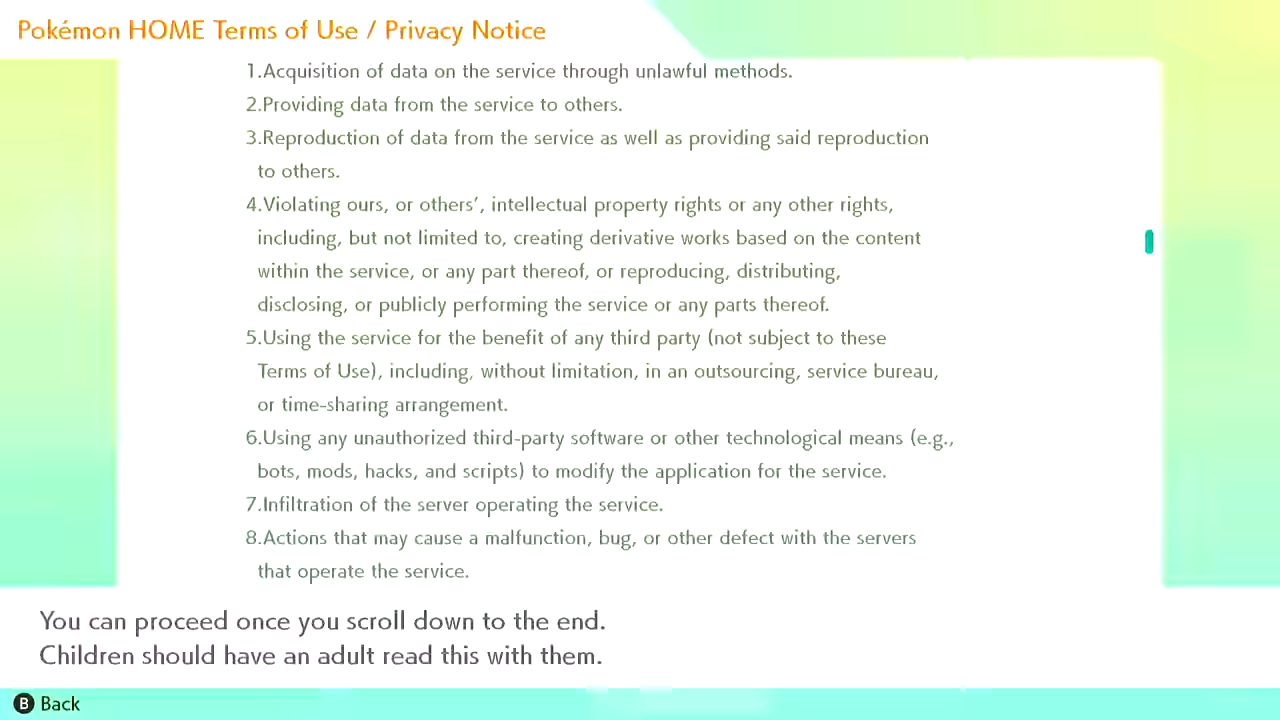 Pokémon HOME Terms of Use / Privacy Notice
1.Acquisition of data on the service through unlawful methods.
2.Providing data from the service to others.
3.Reproduction of data from the service as well as providing said reproduction
to others.
4.Violating ours, or others', intellectual property rights or any other rights,
including, but not limited to, creating derivative works based on the content
within the service, or any part thereof, or reproducing, distributing,
disclosing, or publicly performing the service or any parts thereof.
5.Using the service for the benefit of any third party (not subject to these
Terms of Use), including, without limitation, in an outsourcing, service bureau,
or time-sharing arrangement.
6.Using any unauthorized third-party software or other technological means (e.g.,
bots, mods, hacks, and scripts) to modify the application for the service.
7.Infiltration of the server operating the service.
8.Actions that may cause a malfunction, bug, or other defect with the servers
that operate the service.
You can proceed once you scroll down to the end.
Children should have an adult read this with them.
B Back